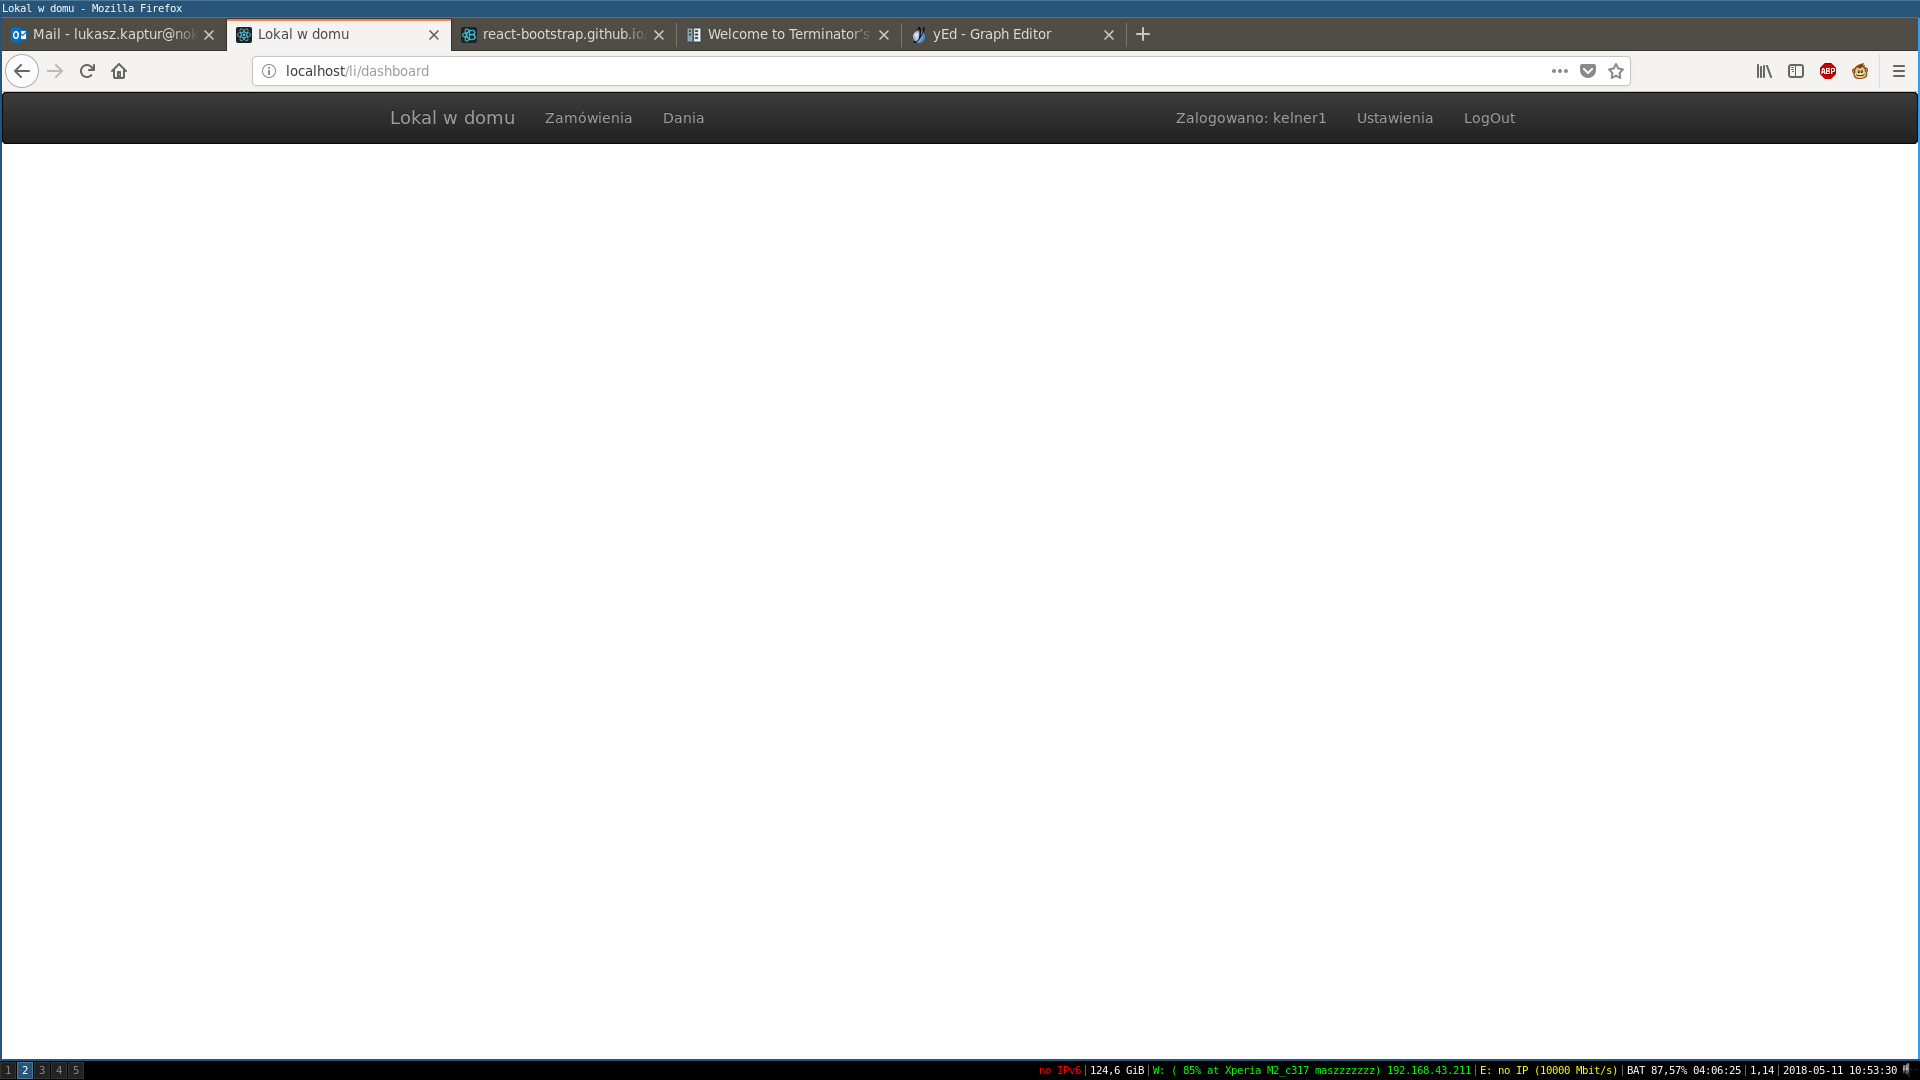 Lokal w domu - Mozilla Firefox
Mail - lukasz.kaptur@nok
Lokal w domu
react-bootstrap.github.io
Welcome to Terminator's
yEd - Graph Editor
localhost/li/dashboard
ABP
Lokal w domu Zamówienia Dania Zalogowano: kelner1 Ustawienia LogOut
1 2 3 4 5 no IPv6|124,6 GiB|W: ( 85% at Xperia M2_c317 maszzzzzzz) 192.168.43.211|E: no IP (10000 Mbit/s)|BAT 87,57% 04:06:25|1,14|2018-05-11 10:53:30